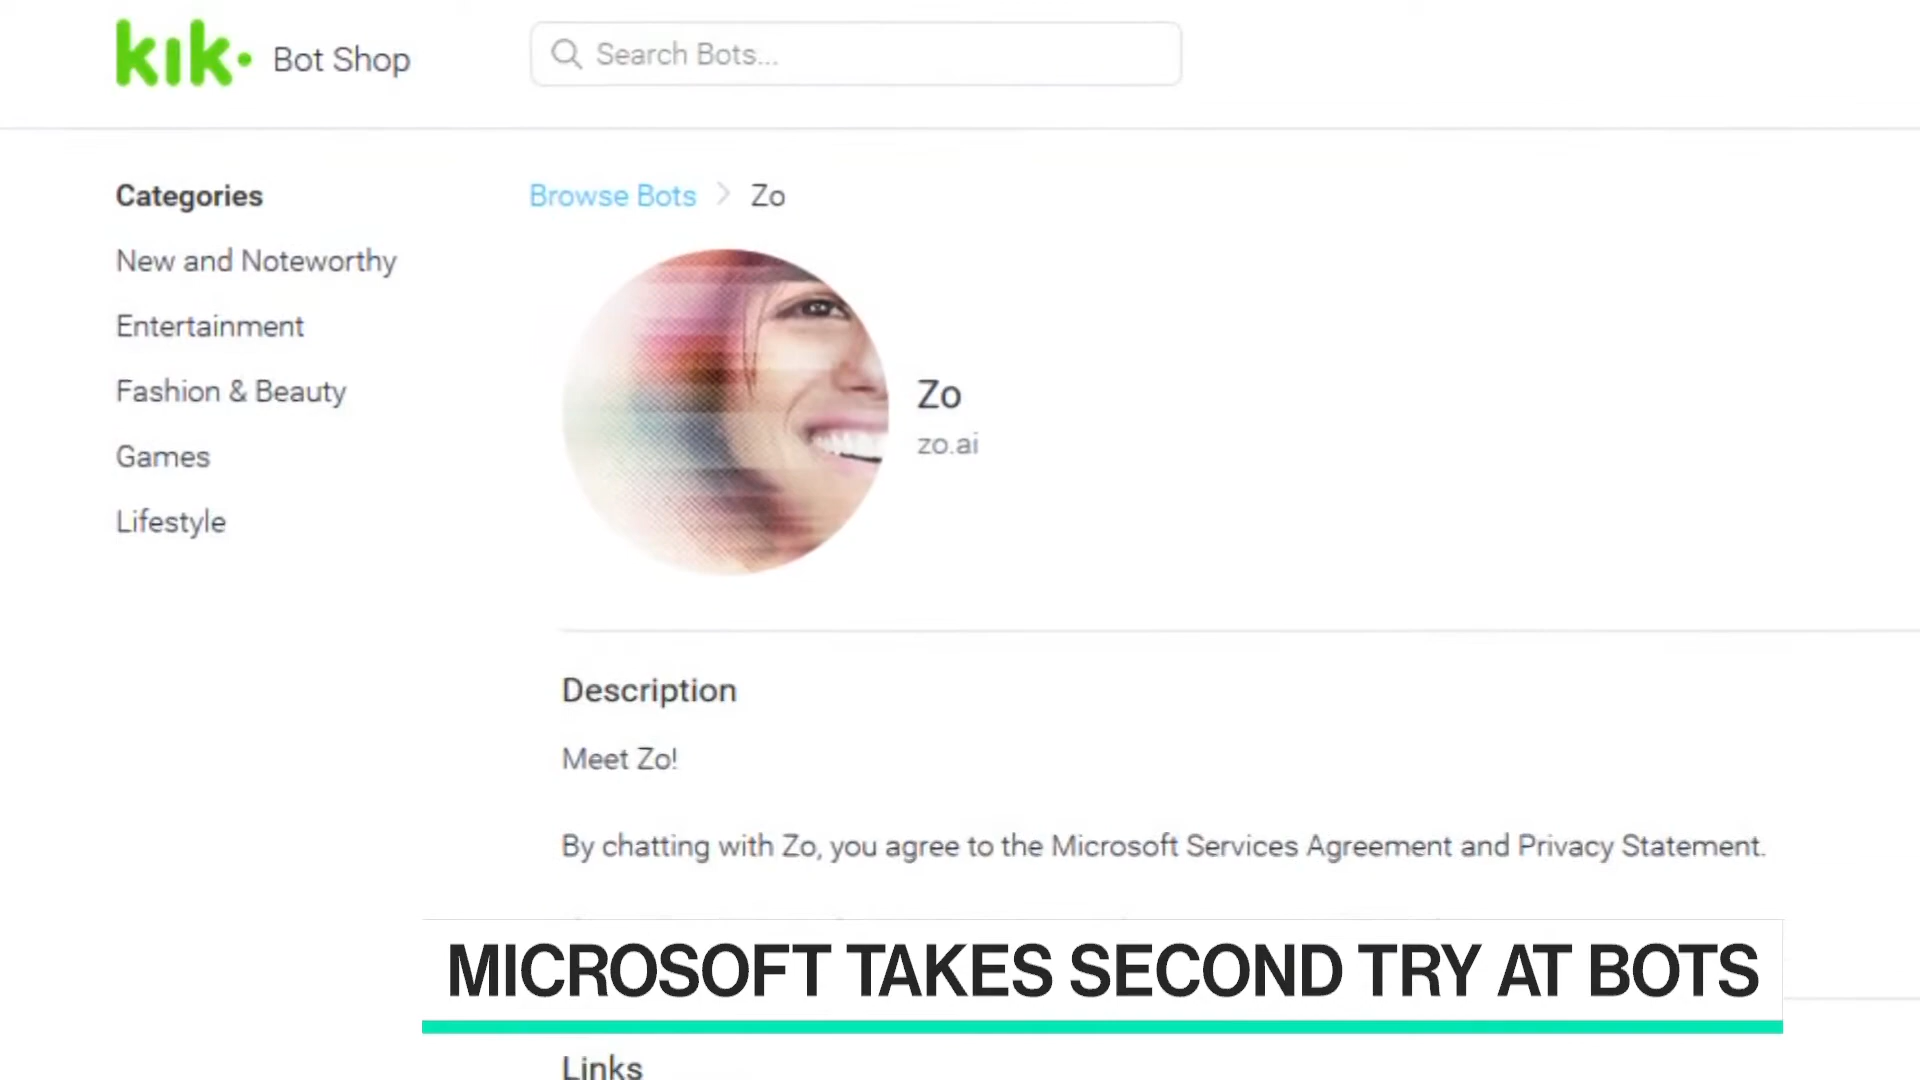 kik. Bot Shop
Search Bots...
Categories
New and Noteworthy
Entertainment
Fashion & Beauty
Games
Lifestyle
Browse Bots > Zo
Zo
zo.ai
Description
Meet Zo!
By chatting with Zo, you agree to the Microsoft Services Agreement and Privacy Statement.
MICROSOFT TAKES SECOND TRY AT BOTS
Links